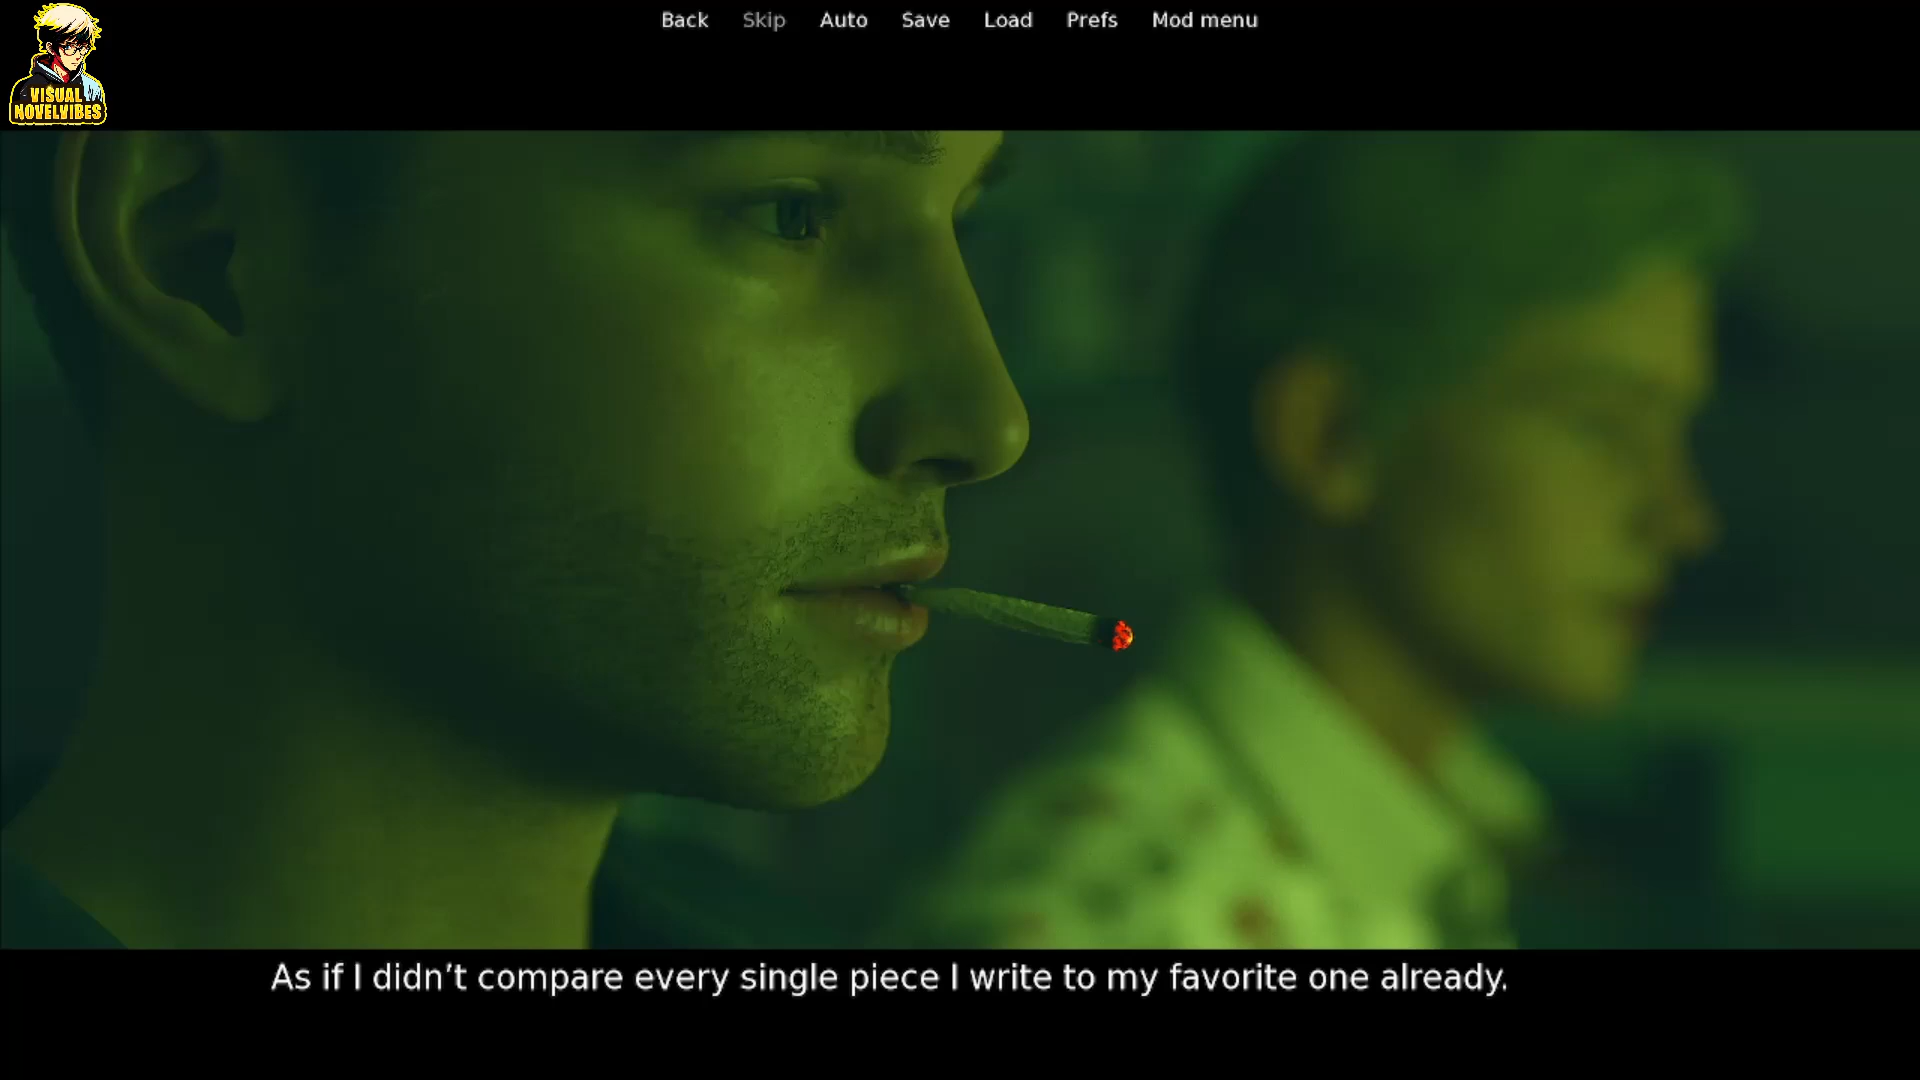 Back Skip Auto Save Load Prefs Mod menu
VISUAL
NOVELVIBES
As if I didn’t compare every single piece I write to my favorite one already.